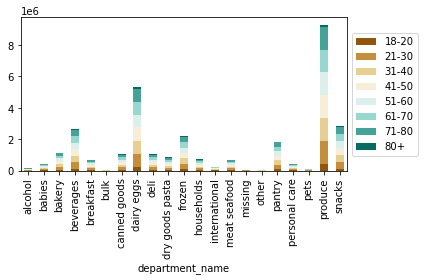 1e6
8
6
4
2
0
18-20
21-30
31-40
41-50
51-60
61-70
71-80
80+
alcohol
babies
bakery
beverages
breakfast
bulk
canned goods
dairy eggs
deli
dry goods pasta
frozen
households
international
meat seafood
missing
other
pantry
personal care
pets
produce
snacks
department_name